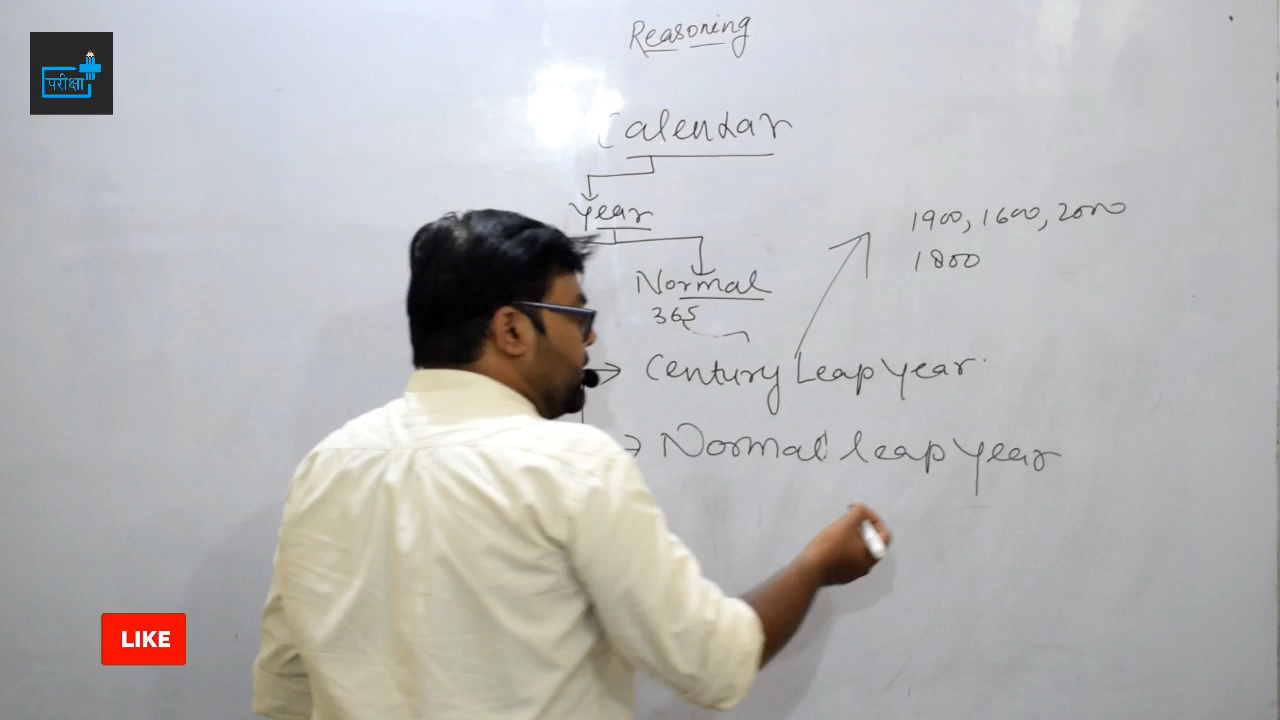 Reasoning
परीक्षा
Calendar
Year
1900, 1600, 2000
1800
Normal
365
Century Leap Year
Normal leap Year
LIKE